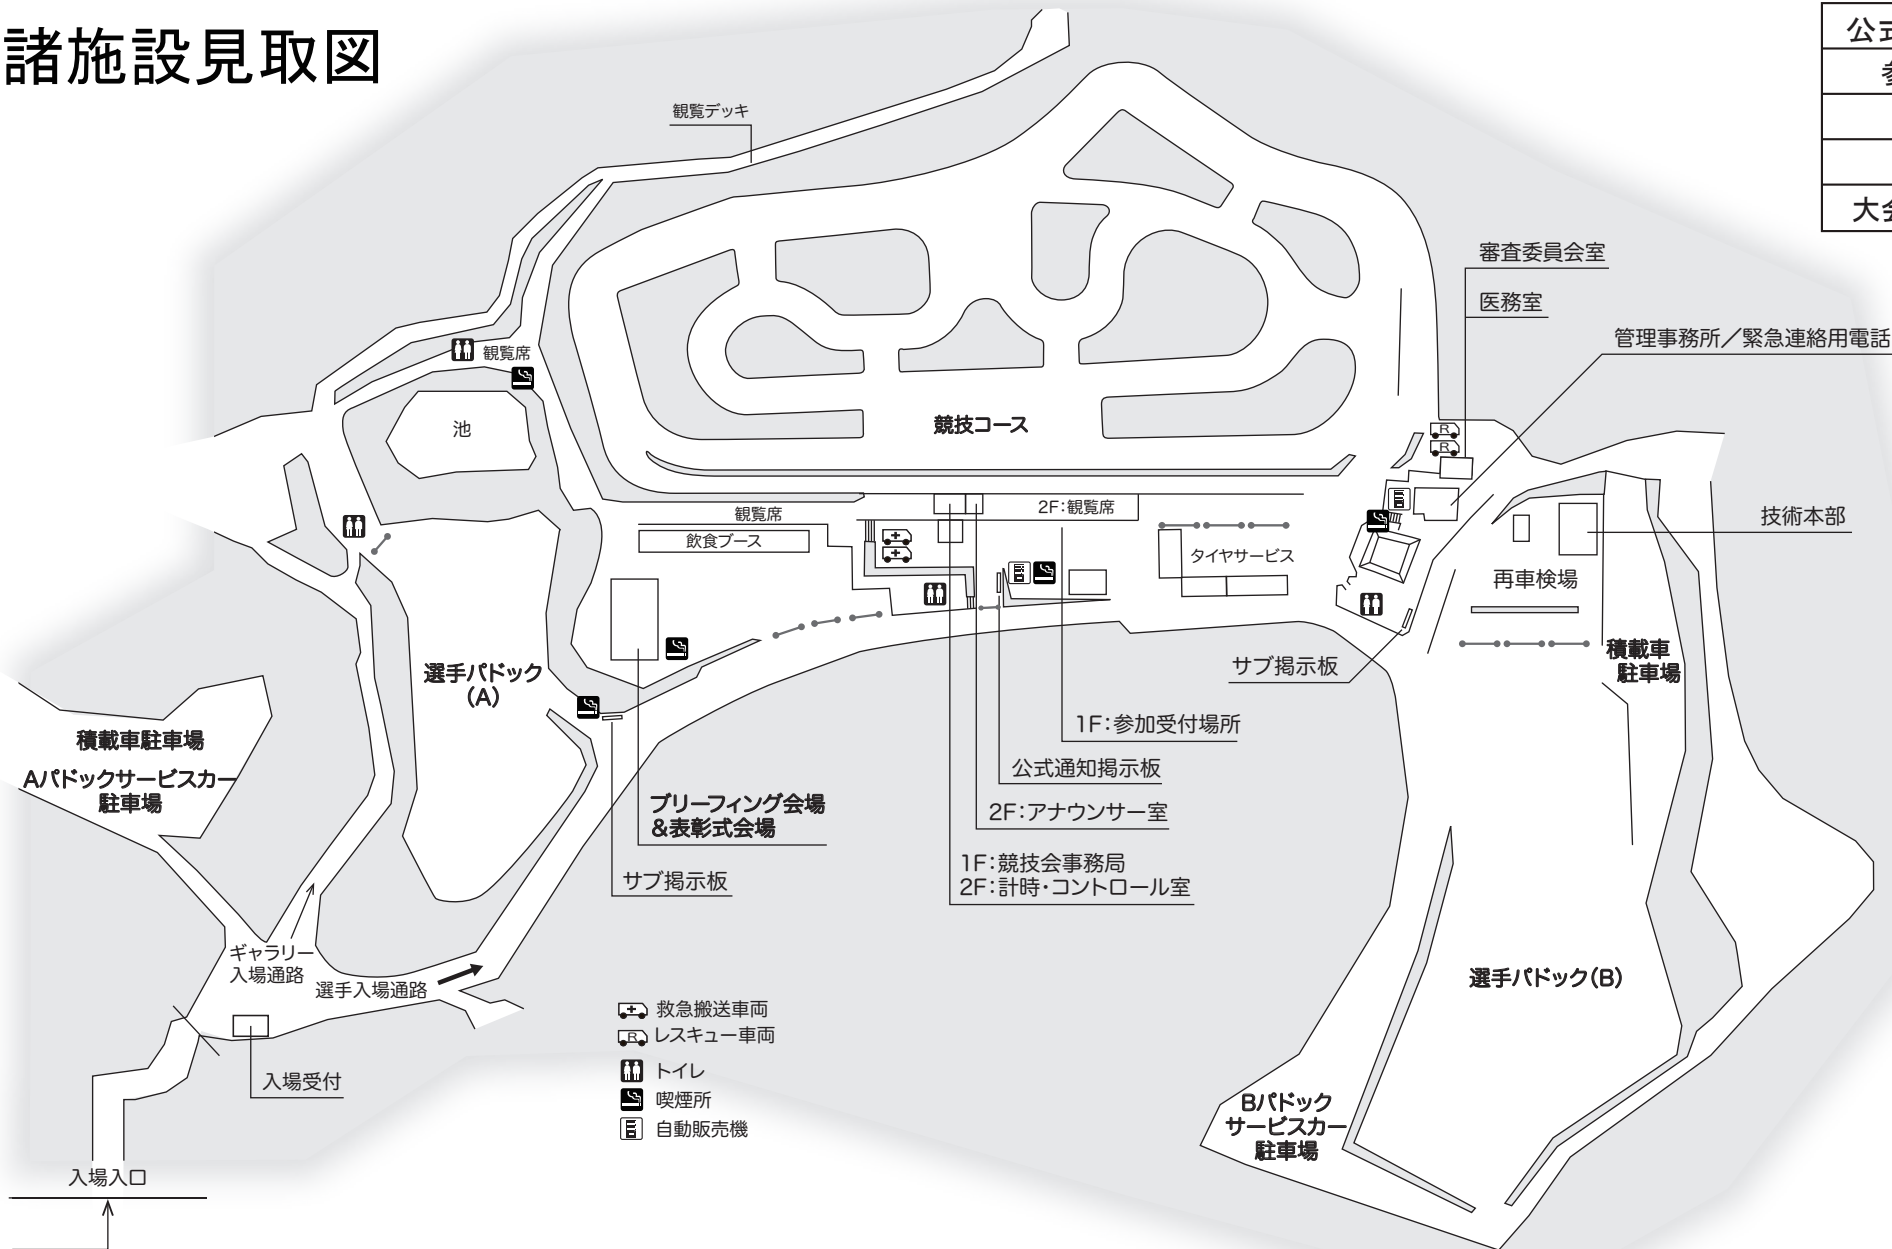 諸施設見取図
公式
参
大会
観覧デッキ
審査委員会室
医務室
管理事務所／緊急連絡用電話
観覧席
池
競技コース
R
R
観覧席
2F：観覧席
飲食ブース
タイヤサービス
技術本部
再車検場
積載車
駐車場
選手パドック
（A）
サブ掲示板
1F：参加受付場所
公式通知掲示板
2F：アナウンサー室
1F：競技会事務局
2F：計時・コントロール室
積載車駐車場
Aパドックサービスカー
駐車場
ブリーフィング会場
＆表彰式会場
サブ掲示板
ギャラリー
入場通路
選手入場通路
選手パドック（B）
救急搬送車両
R レスキュー車両
トイレ
喫煙所
自動販売機
入場受付
Bパドック
サービスカー
駐車場
入場入口